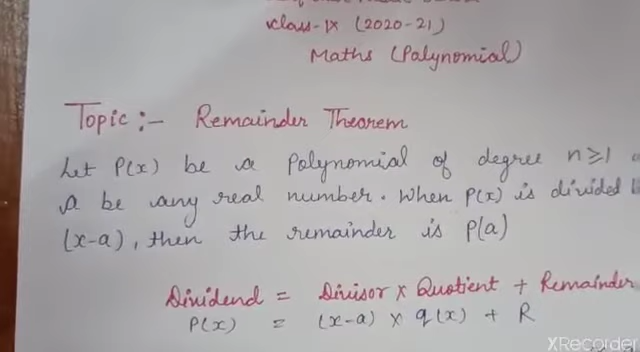 Class-IX (2020-21)
Maths (Polynomial)
Topic :- Remainder Theorem
Let P(x) be a polynomial of degree n≥1
a be any real number. When P(x) is divided
(x-a), then the remainder is P(a)
Dividend = Divisor x Quotient + Remainder
P(x) = (x-a) x q(x) + R
XRecorder